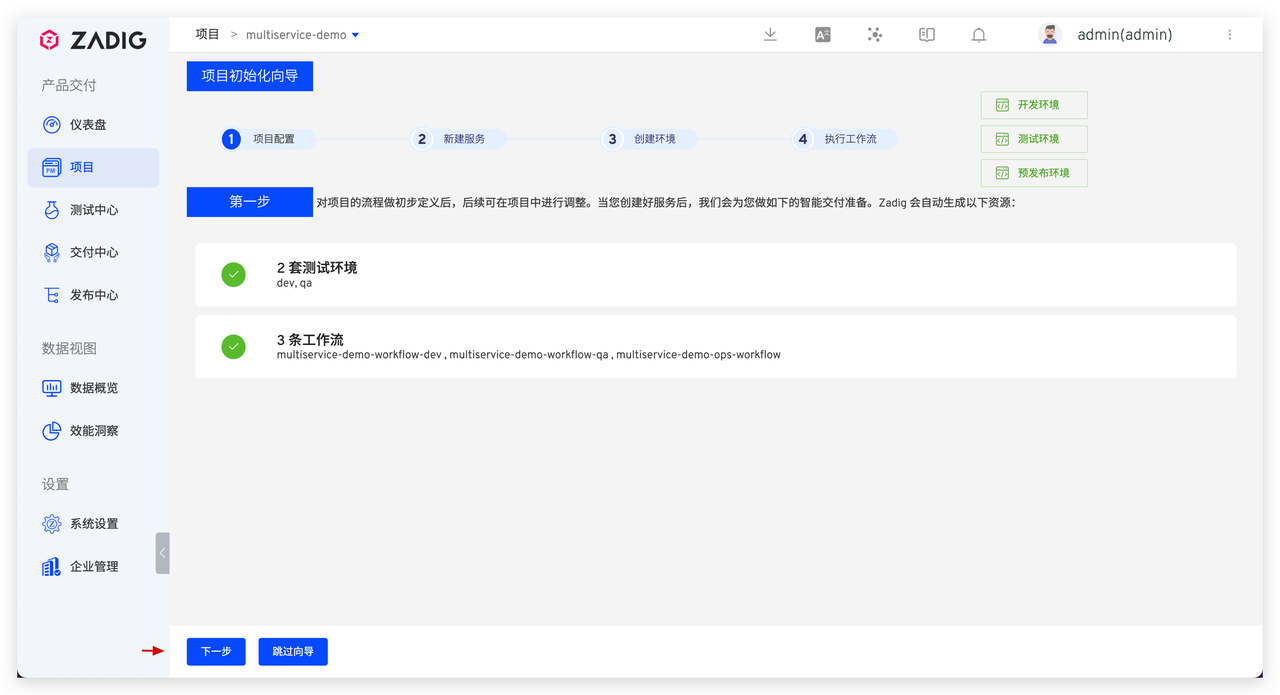 ZADIG
项目 > multiservice-demo
admin(admin)
产品交付
仪表盘
项目
测试中心
交付中心
发布中心
数据视图
数据概览
效能洞察
设置
系统设置
企业管理
项目初始化向导
1 项目配置
2 新建服务
3 创建环境
4 执行工作流
开发环境
测试环境
预发布环境
第一步 对项目的流程做初步定义后，后续可在项目中进行调整。当您创建好服务后，我们会为您做如下的智能交付准备。Zadig 会自动生成以下资源：
2 套测试环境
dev, qa
3 条工作流
multiservice-demo-workflow-dev , multiservice-demo-workflow-qa , multiservice-demo-ops-workflow
下一步
跳过向导